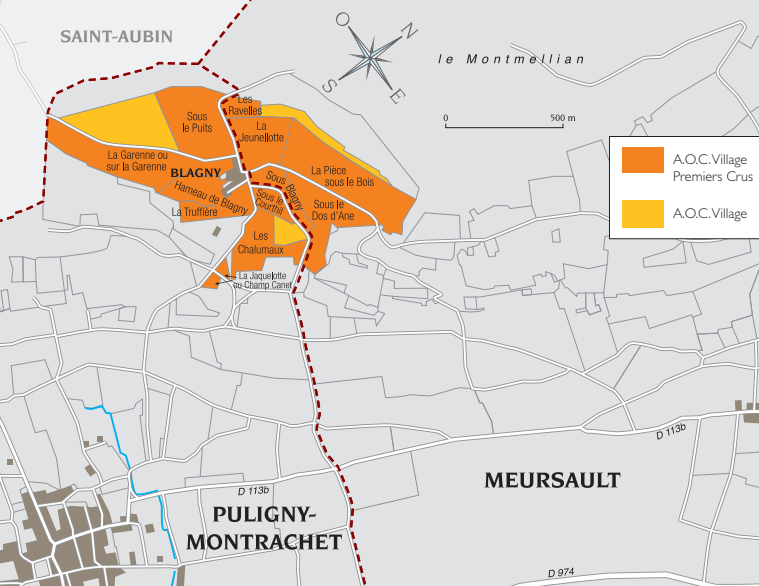 SAINT-AUBIN
O
N
S
E
le Montmellian
0
500 m
A.O.C.Village
Premiers Crus
A.O.C.Village
Les
Ravelles
Sous
le Puits
La
Jeunellotte
La Garenne ou
sur la Garenne
BLAGNY
La Pièce
sous le Bois
Sous Blagny
Hameau de Blagny
Sous le
Courthil
La Truffière
Sous le
Dos d'Ane
Les
Chalumaux
La Jaquelotte
ou Champ Canet
D 113b
MEURSAULT
D 113b
PULIGNY-
MONTRACHET
D 974